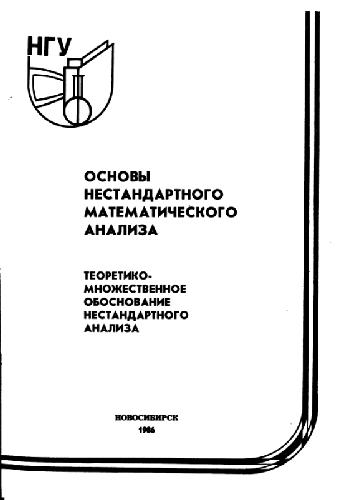 НГУ
ОСНОВЫ
НЕСТАНДАРТНОГО
МАТЕМАТИЧЕСКОГО
АНАЛИЗА
ТЕОРЕТИКО-
МНОЖЕСТВЕННОЕ
ОБОСНОВАНИЕ
НЕСТАНДАРТНОГО
АНАЛИЗА
НОВОСИБИРСК
1986